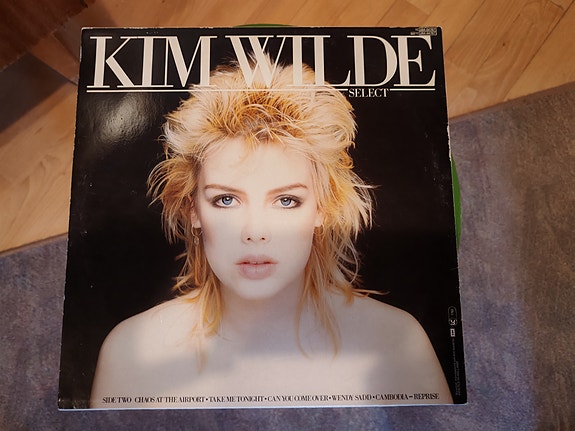 KIM WILDE
SELECT
SIDE TWO CHAOS AT THE AIRPORT • TAKE ME TONIGHT • CAN YOU COME OVER • WENDY SADD • CAMBODIA – REPRISE